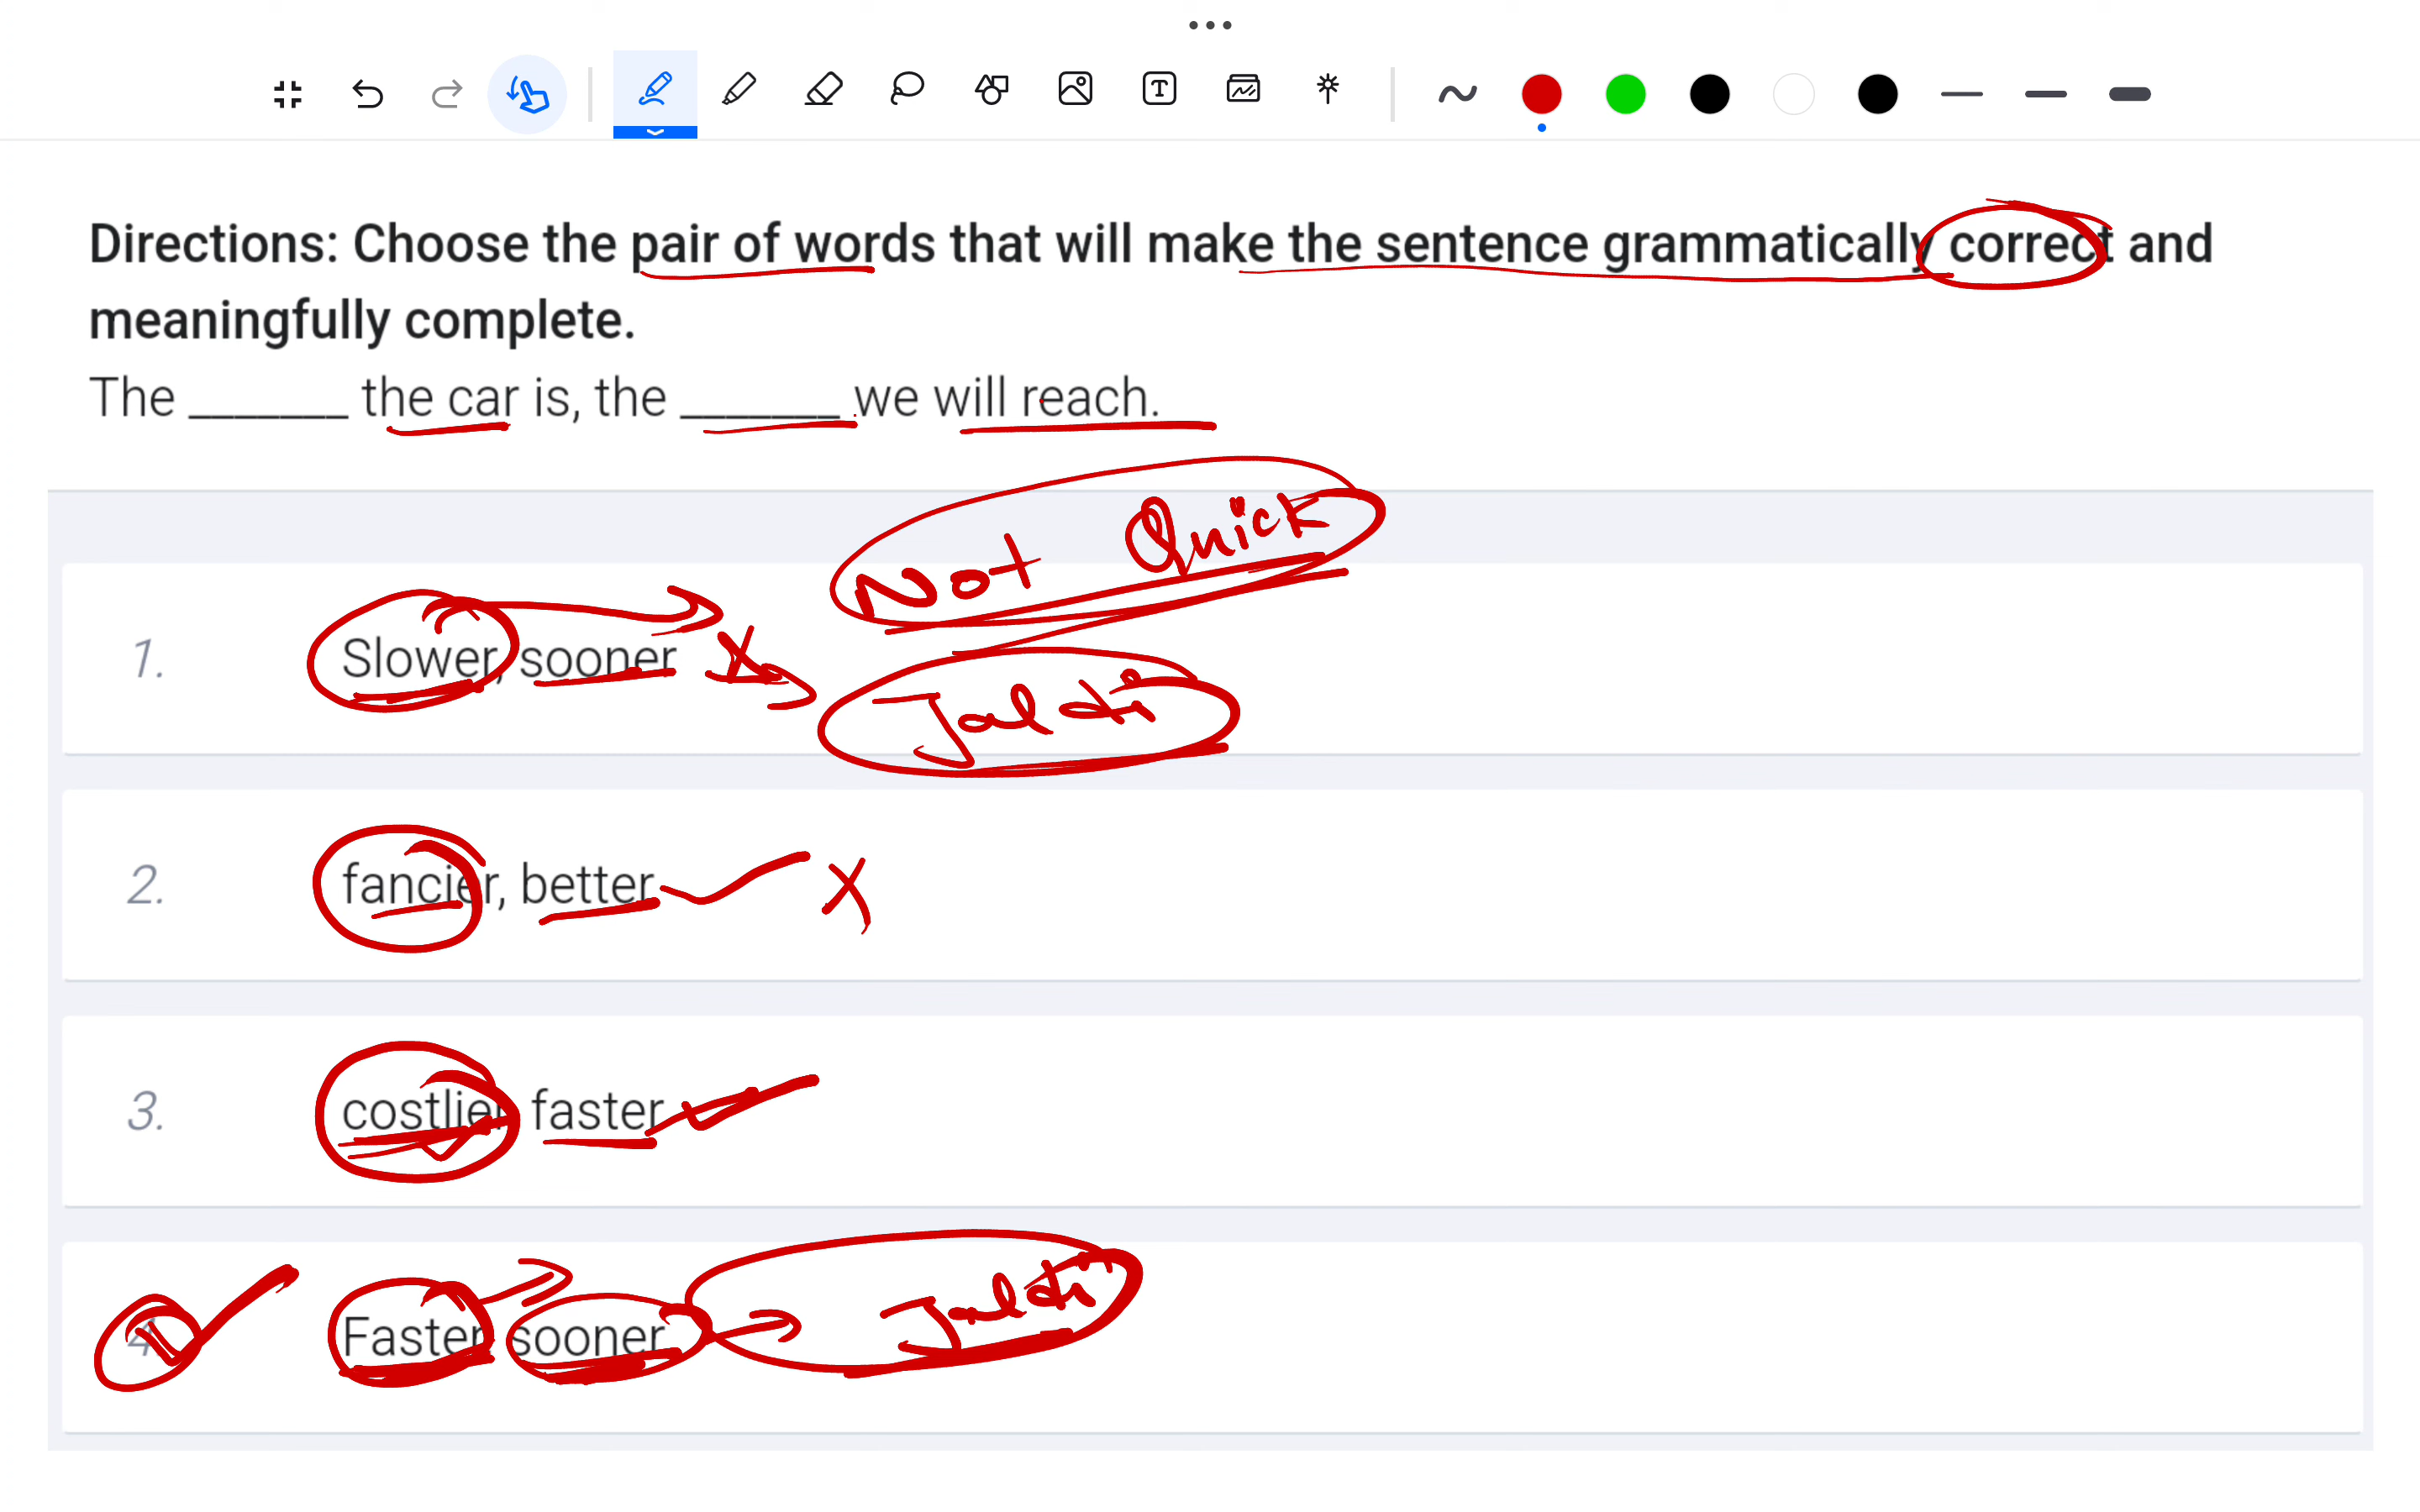 Directions: Choose the pair of words that will make the sentence grammatically correct and
meaningfully complete.
The _______ the car is, the _______ we will reach.
Not Quick
1. Slower, sooner
Jaldi
2. fancier, better
3. costlier faster
4. Faster sooner Jaldi